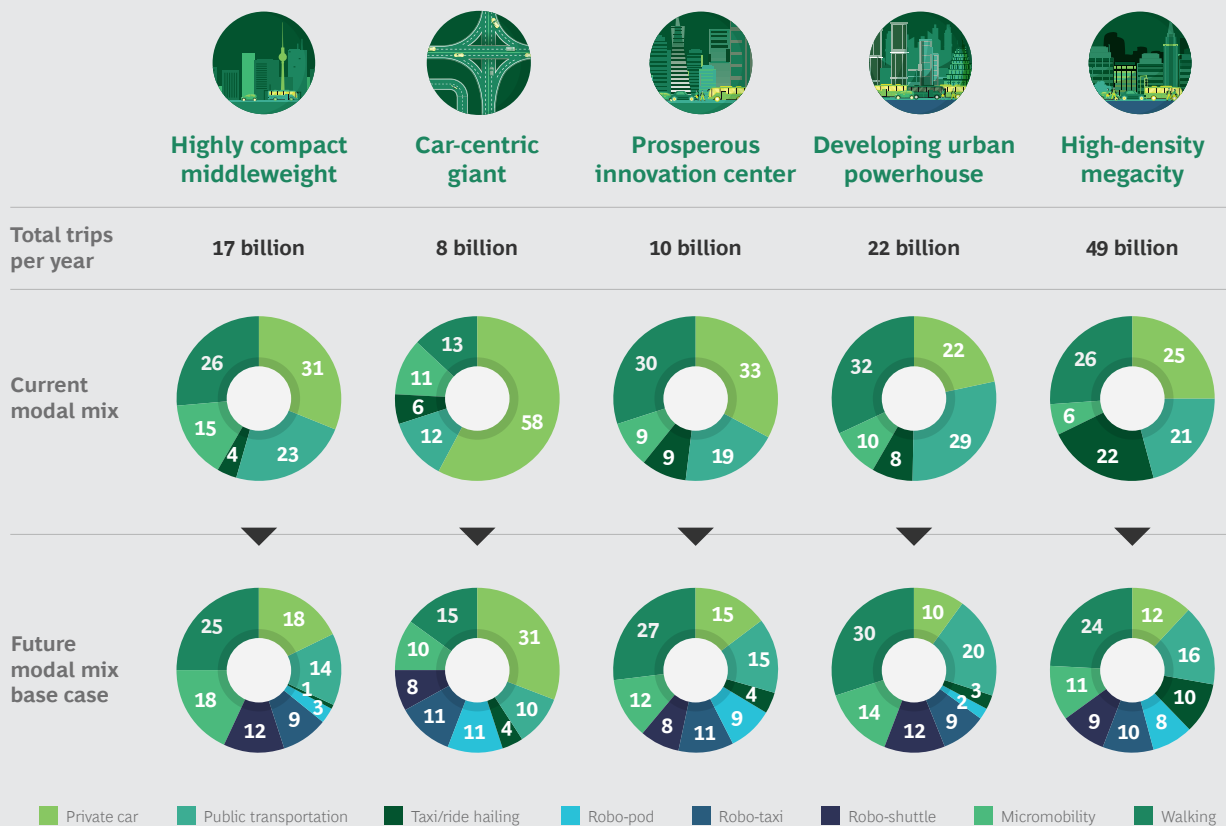 Highly compact
middleweight
Car-centric
giant
Prosperous
innovation center
Developing urban
powerhouse
High-density
megacity
Total trips
per year
17 billion
8 billion
10 billion
22 billion
49 billion
Current
modal mix
26
31
15
4
23
13
11
6
12
58
30
33
9
9
19
32
22
10
8
29
26
25
6
22
21
Future
modal mix
base case
25
18
14
1
3
9
12
18
15
31
10
8
11
11
4
10
27
15
15
4
9
11
8
12
30
10
20
3
2
9
12
14
24
12
16
10
8
10
9
11
Private car
Public transportation
Taxi/ride hailing
Robo-pod
Robo-taxi
Robo-shuttle
Micromobility
Walking